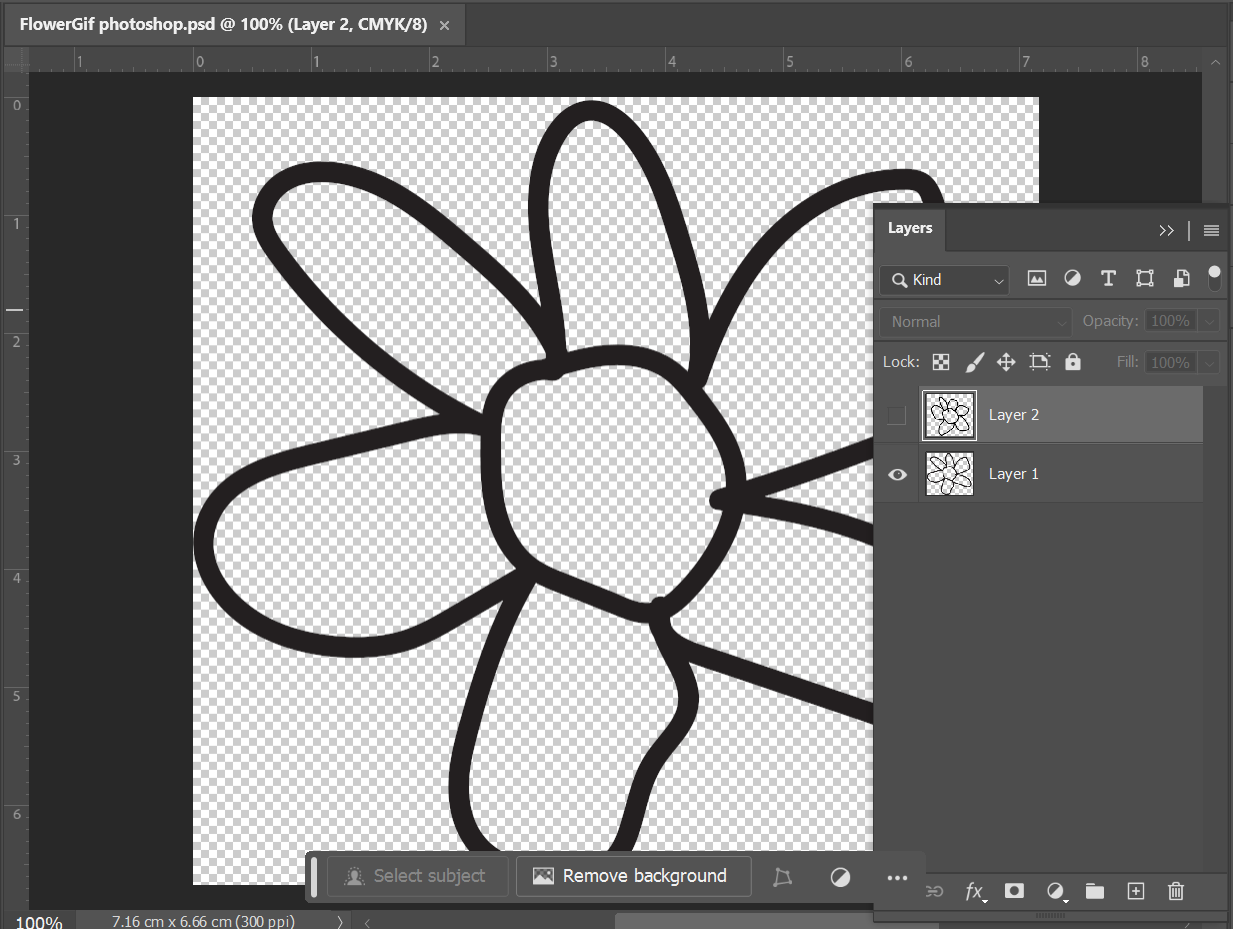 FlowerGif photoshop.psd @ 100% (Layer 2, CMYK/8) ×
1 0 1 2 3 4 5 6 7 8
0
1
2
3
4
5
6
Layers
Kind
Normal Opacity: 100%
Lock: Fill: 100%
Layer 2
Layer 1
Select subject Remove background
fx
100% 7.16 cm x 6.66 cm (300 ppi)